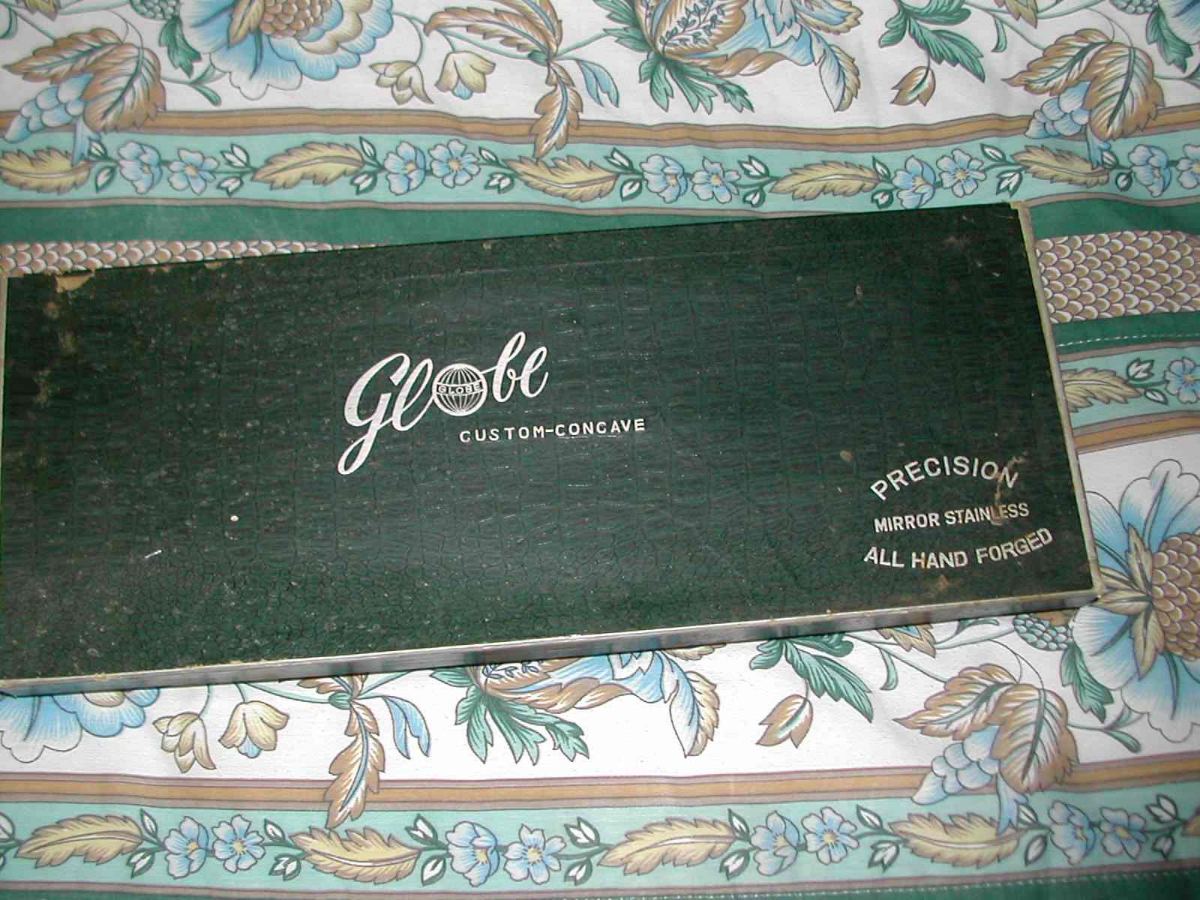 Globe
GLOBE
CUSTOM-CONCAVE
PRECISION
MIRROR STAINLESS
ALL HAND FORGED